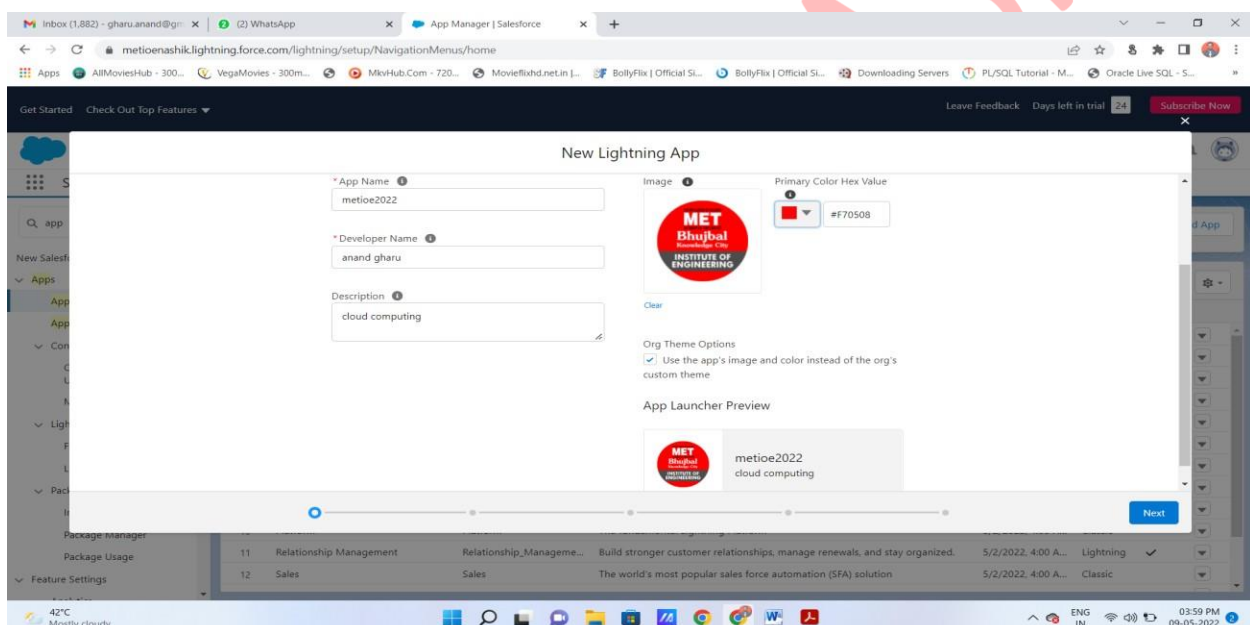 Inbox (1,882) - gharu.anand@gm
(2) WhatsApp
App Manager | Salesforce
metioenashik.lightning.force.com/lightning/setup/NavigationMenus/home
Apps
AllMoviesHub - 300...
VegaMovies - 300m...
MkvHub.Com - 720...
Movieflixhd.net.in |...
BollyFlix | Official Si...
BollyFlix | Official Si...
Downloading Servers
PL/SQL Tutorial - M...
Oracle Live SQL - S...
Get Started
Check Out Top Features
Leave Feedback
Days left in trial 24
Subscribe Now
New Lightning App
app
d App
New Salesf
Apps
App
App
Con
Ligh
Pack
Package Manager
Package Usage
Feature Settings
*App Name
metioe2022
*Developer Name
anand gharu
Description
cloud computing
Image
MET
Bhujbal
Knowledge City
INSTITUTE OF
ENGINEERING
Clear
Primary Color Hex Value
#F70508
Org Theme Options
Use the app's image and color instead of the org's
custom theme
App Launcher Preview
MET
Bhujbal
metioe2022
cloud computing
Next
11 Relationship Management Relationship_Manageme... Build stronger customer relationships, manage renewals, and stay organized. 5/2/2022, 4:00 A... Lightning
12 Sales Sales The world's most popular sales force automation (SFA) solution 5/2/2022, 4:00 A... Classic
42°C
Mostly cloudy
ENG
IN
03:59 PM
09-05-2022